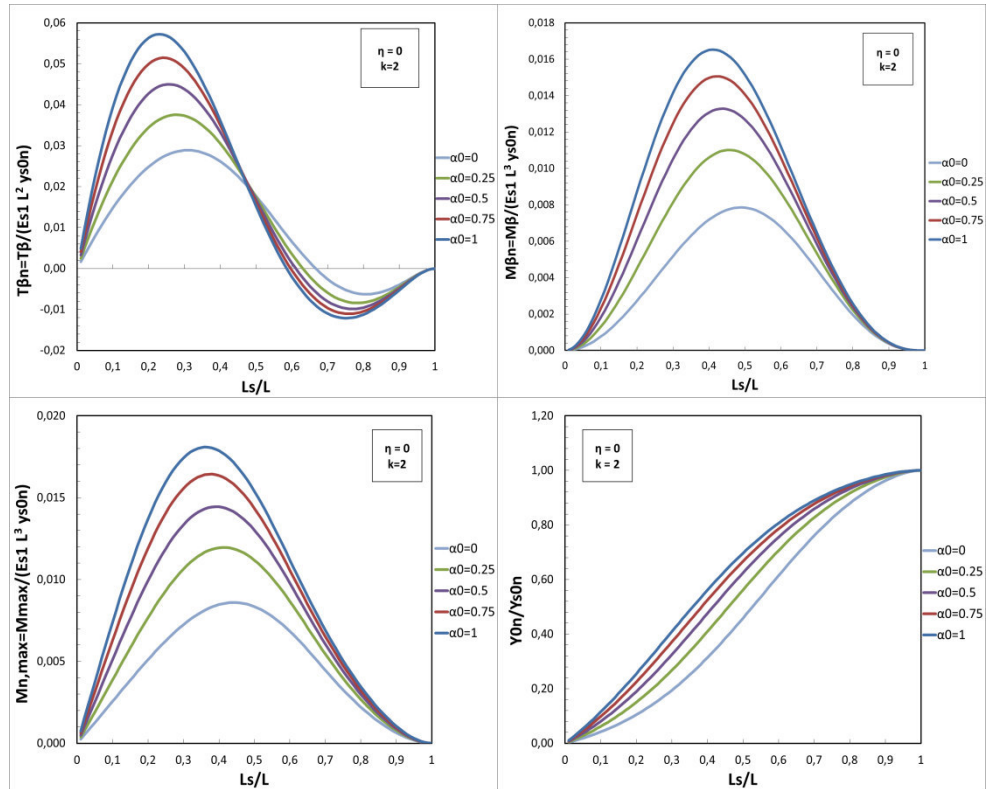 Tβn=Tβ/(Es1 L² ys0n)
0,06
0,05
0,04
0,03
0,02
0,01
0,00
-0,01
-0,02
0
0,1
0,2
0,3
0,4
0,5
0,6
0,7
0,8
0,9
1
Ls/L
η = 0
k=2
α0=0
α0=0.25
α0=0.5
α0=0.75
α0=1
Mβn=Mβ/(Es1 L³ ys0n)
0,018
0,016
0,014
0,012
0,010
0,008
0,006
0,004
0,002
0,000
0
0,1
0,2
0,3
0,4
0,5
0,6
0,7
0,8
0,9
1
Ls/L
η = 0
k=2
α0=0
α0=0.25
α0=0.5
α0=0.75
α0=1
Mn,max=Mmax/(Es1 L³ ys0n)
0,020
0,015
0,010
0,005
0,000
0
0,1
0,2
0,3
0,4
0,5
0,6
0,7
0,8
0,9
1
Ls/L
η = 0
k=2
α0=0
α0=0.25
α0=0.5
α0=0.75
α0=1
Y0n/Ys0n
1,20
1,00
0,80
0,60
0,40
0,20
0,00
0
0,1
0,2
0,3
0,4
0,5
0,6
0,7
0,8
0,9
1
Ls/L
η = 0
k = 2
α0=0
α0=0.25
α0=0.5
α0=0.75
α0=1